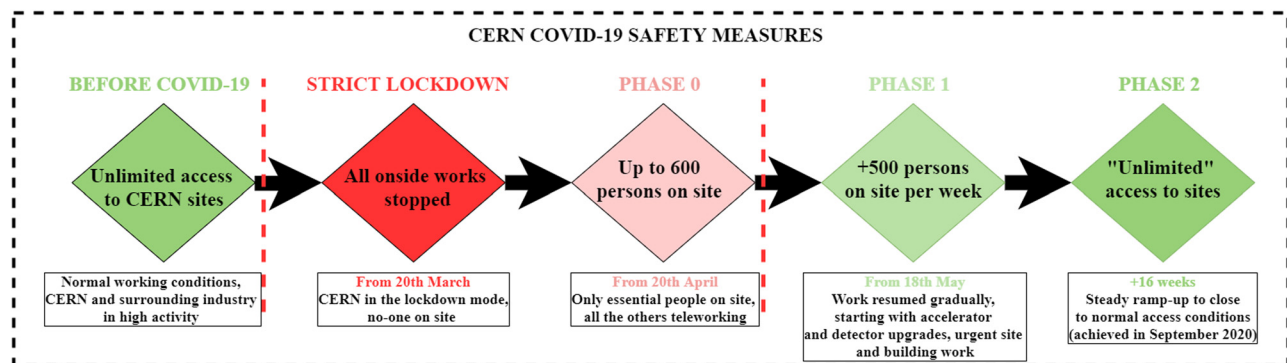 CERN COVID-19 SAFETY MEASURES
BEFORE COVID-19
Unlimited access
to CERN sites
Normal working conditions,
CERN and surrounding industry
in high activity
STRICT LOCKDOWN
All onside works
stopped
From 20th March
CERN in the lockdown mode,
no-one on site
PHASE 0
Up to 600
persons on site
From 20th April
Only essential people on site,
all the others teleworking
PHASE 1
+500 persons
on site per week
From 18th May
Work resumed gradually,
starting with accelerator
and detector upgrades, urgent site
and building work
PHASE 2
"Unlimited"
access to sites
+16 weeks
Steady ramp-up to close
to normal access conditions
(achieved in September 2020)